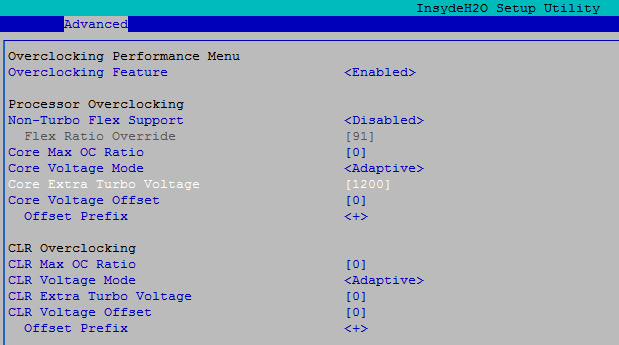 InsydeH2O Setup Utility
Advanced
Overclocking Performance Menu
Overclocking Feature <Enabled>
Processor Overclocking
Non-Turbo Flex Support <Disabled>
Flex Ratio Override [91]
Core Max OC Ratio [0]
Core Voltage Mode <Adaptive>
Core Extra Turbo Voltage [1200]
Core Voltage Offset [0]
Offset Prefix <+>
CLR Overclocking
CLR Max OC Ratio [0]
CLR Voltage Mode <Adaptive>
CLR Extra Turbo Voltage [0]
CLR Voltage Offset [0]
Offset Prefix <+>